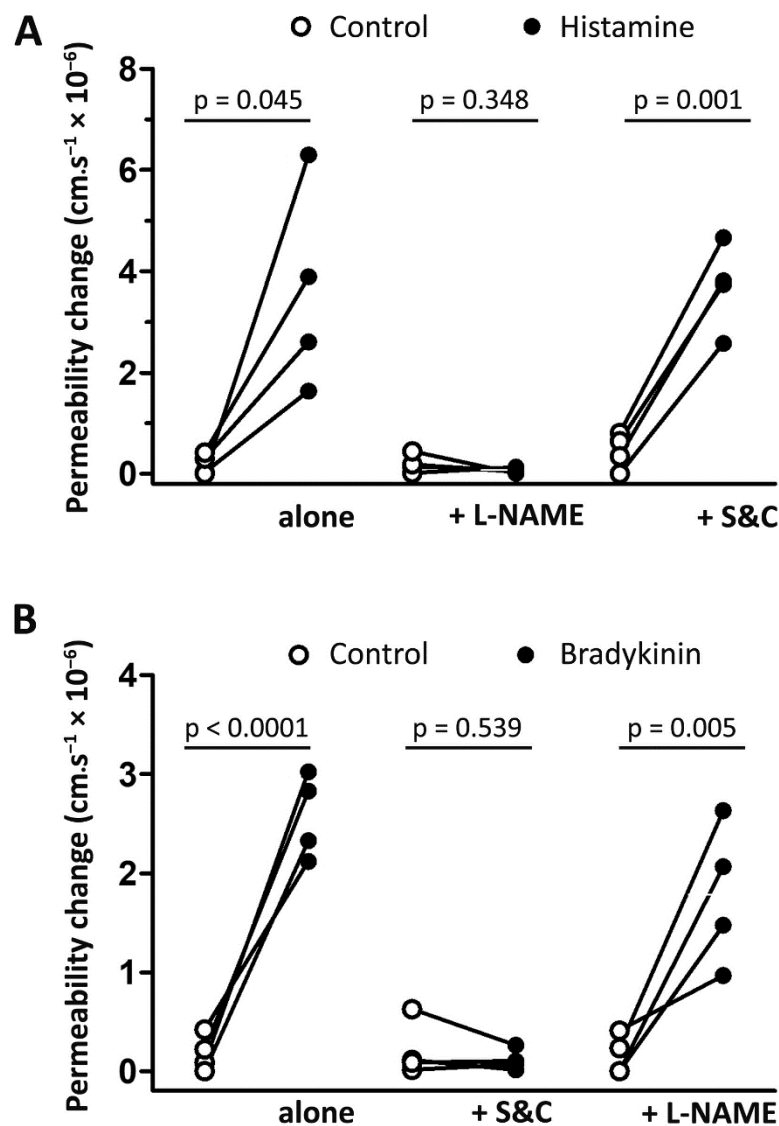 A
Control Histamine
Permeability change (cm.s⁻¹ × 10⁻⁶)
8
6
4
2
0
p = 0.045 p = 0.348 p = 0.001
alone + L-NAME + S&C
B
Control Bradykinin
Permeability change (cm.s⁻¹ × 10⁻⁶)
4
3
2
1
0
p < 0.0001 p = 0.539 p = 0.005
alone + S&C + L-NAME